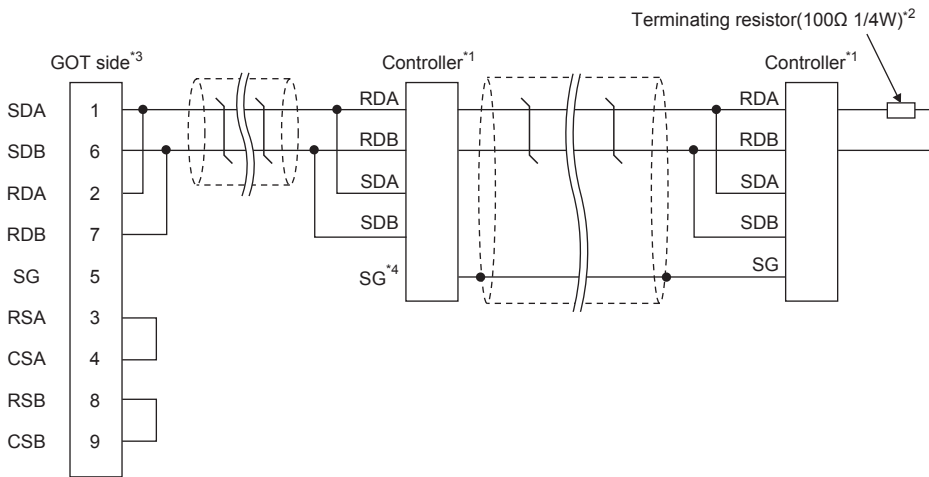 Terminating resistor(100Ω 1/4W)*2
GOT side*3
Controller*1
Controller*1
SDA 1 RDA RDA
SDB 6 RDB RDB
RDA 2 SDA SDA
RDB 7 SDB SDB
SG 5 SG*4 SG
RSA 3
CSA 4
RSB 8
CSB 9